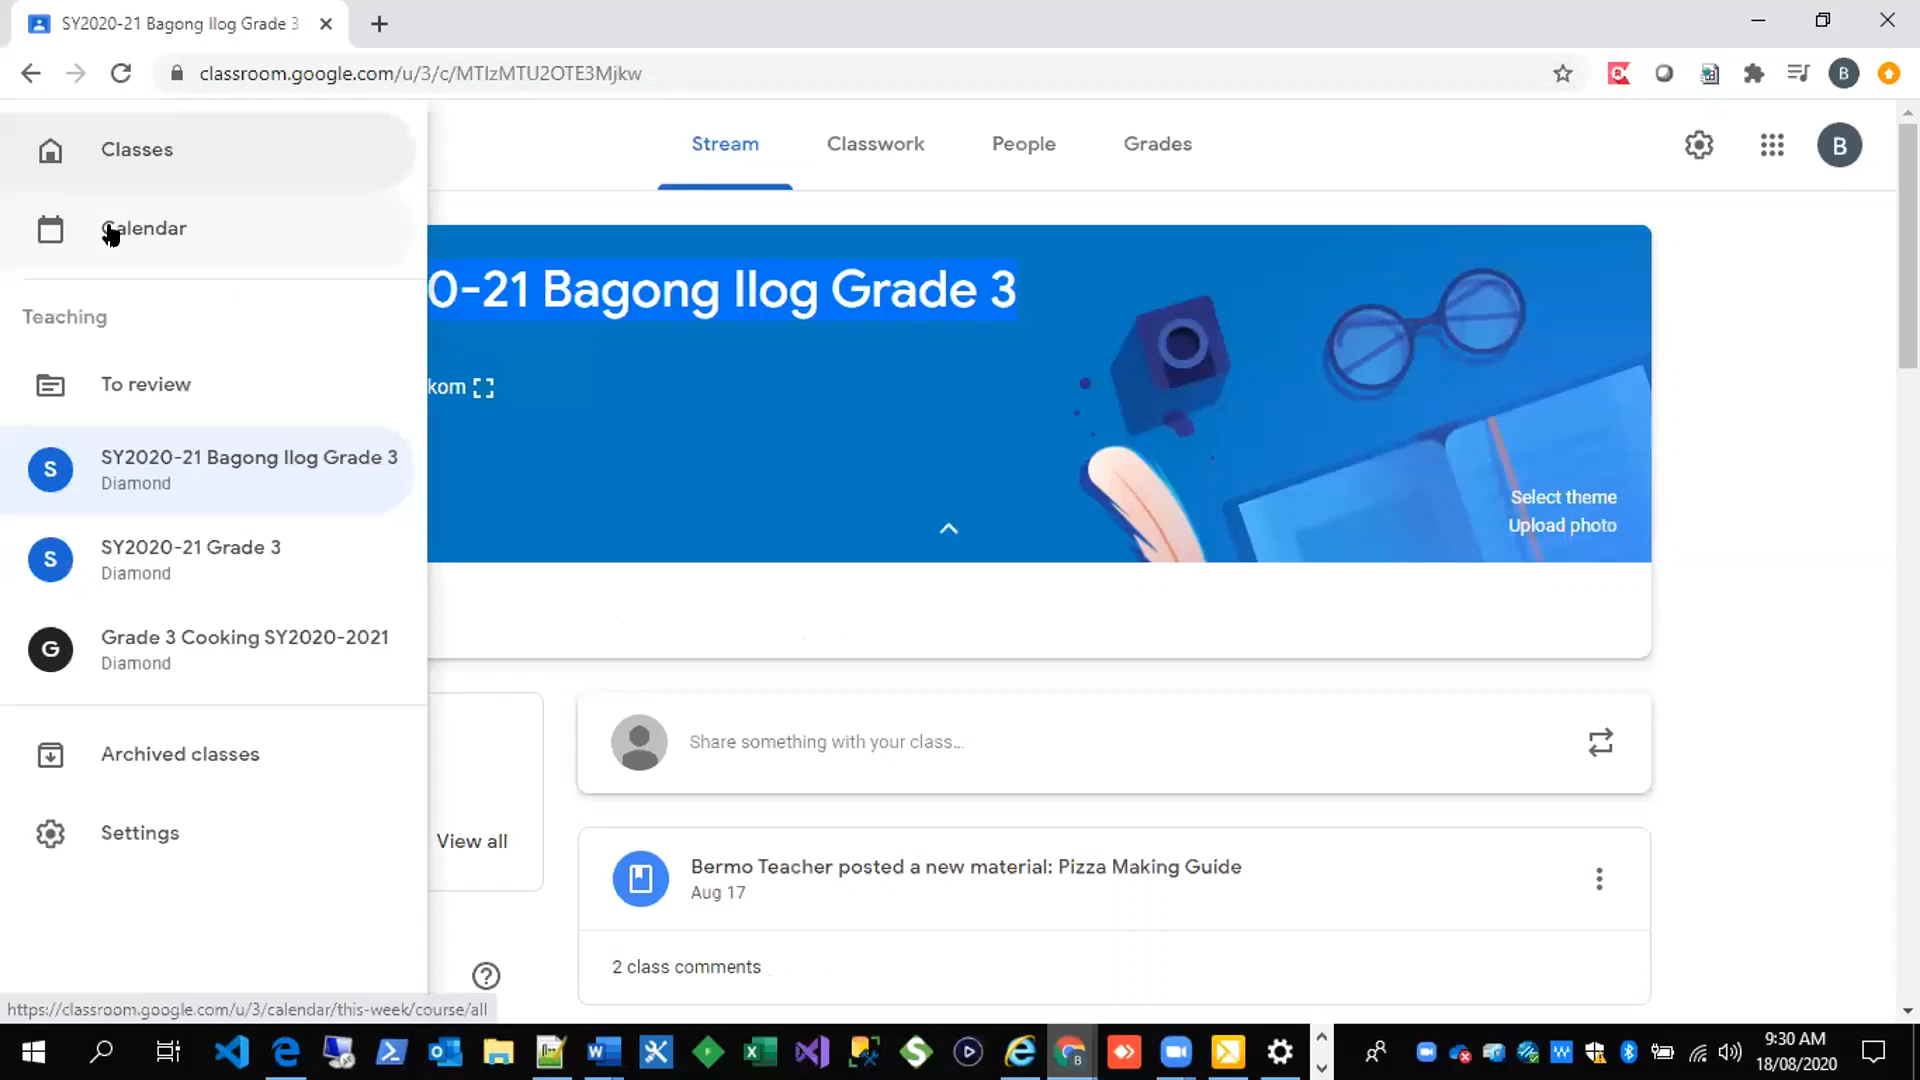 SY2020-21 Bagong Ilog Grade 3
classroom.google.com/u/3/c/MTIzMTU2OTE3Mjkw
B
Classes
Stream
Classwork
People
Grades
B
Calendar
0-21 Bagong Ilog Grade 3
Teaching
To review
kom
S
SY2020-21 Bagong Ilog Grade 3
Diamond
Select theme
Upload photo
S
SY2020-21 Grade 3
Diamond
G
Grade 3 Cooking SY2020-2021
Diamond
Share something with your class…
Archived classes
Settings
View all
Bermo Teacher posted a new material: Pizza Making Guide
Aug 17
2 class comments
https://classroom.google.com/u/3/calendar/this-week/course/all
9:30 AM
18/08/2020